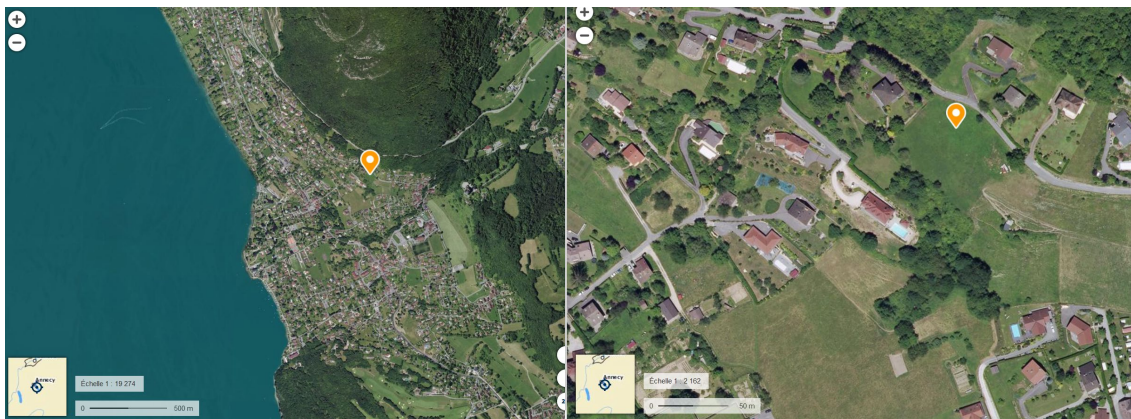 +
−
Annecy
Échelle 1 : 19 274
0 500 m
+
−
Annecy
Échelle 1 : 2 162
0 50 m